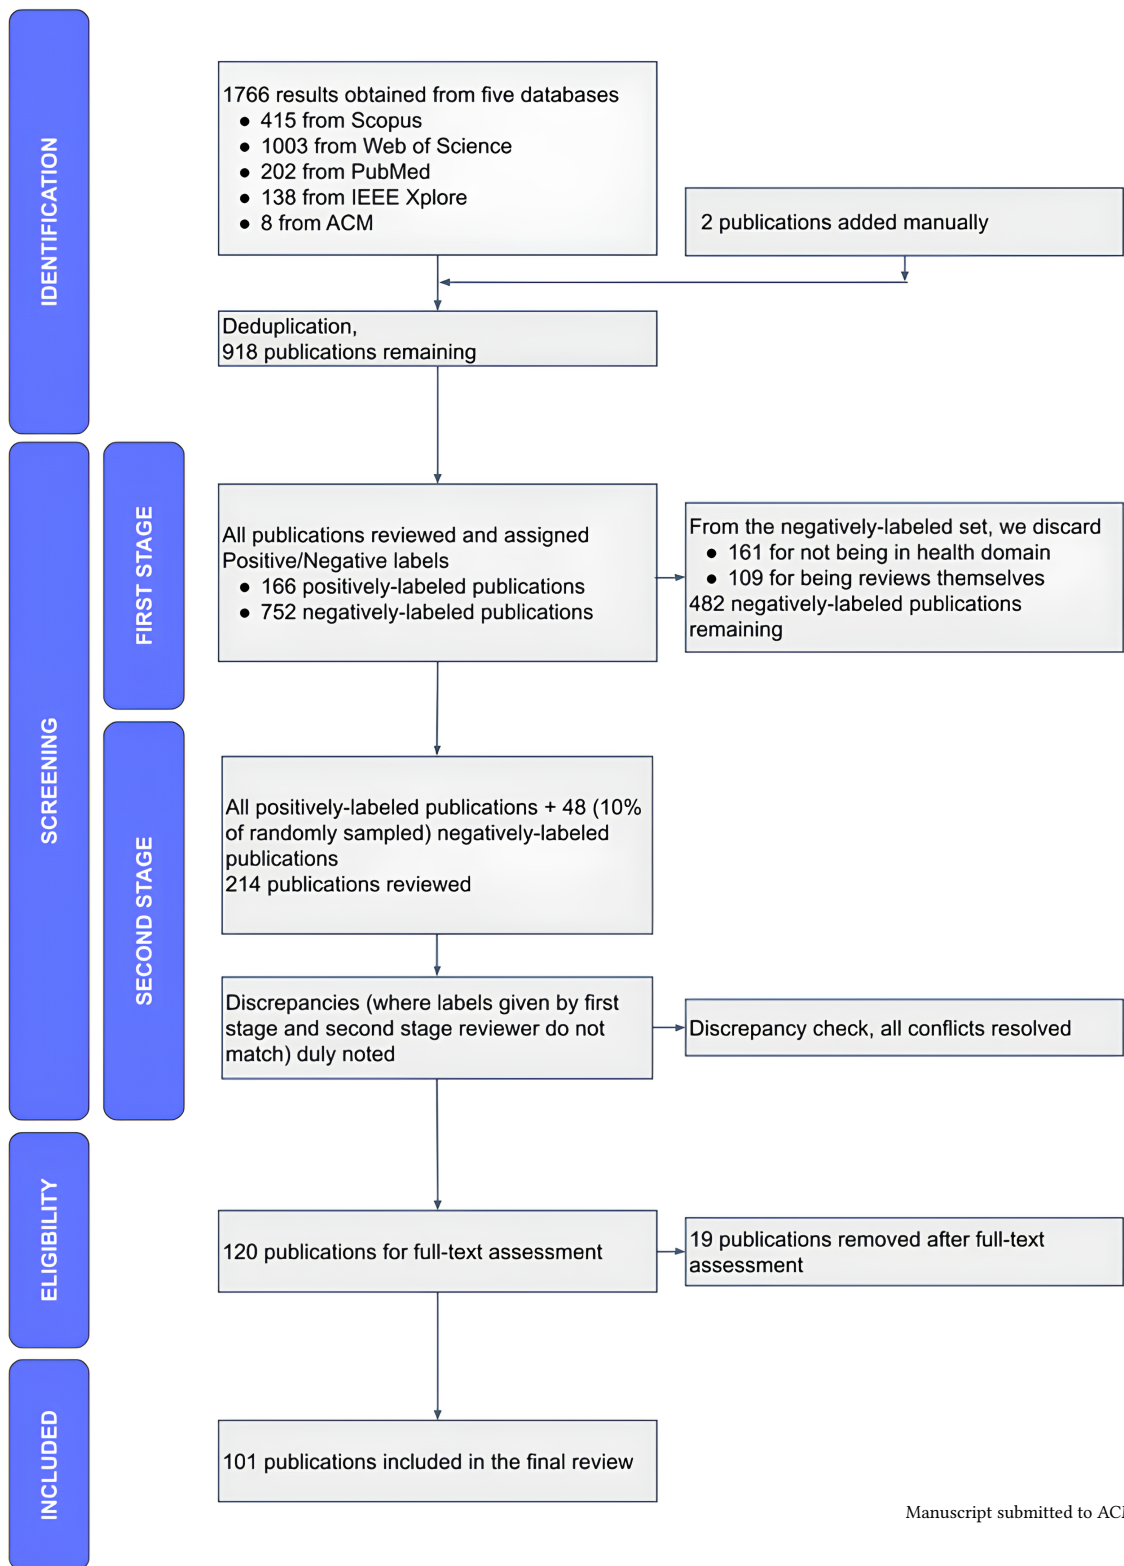 IDENTIFICATION
1766 results obtained from five databases
● 415 from Scopus
● 1003 from Web of Science
● 202 from PubMed
● 138 from IEEE Xplore
● 8 from ACM
2 publications added manually
Deduplication,
918 publications remaining
SCREENING
FIRST STAGE
All publications reviewed and assigned
Positive/Negative labels
● 166 positively-labeled publications
● 752 negatively-labeled publications
From the negatively-labeled set, we discard
● 161 for not being in health domain
● 109 for being reviews themselves
482 negatively-labeled publications
remaining
SECOND STAGE
All positively-labeled publications + 48 (10%
of randomly sampled) negatively-labeled
publications
214 publications reviewed
Discrepancies (where labels given by first
stage and second stage reviewer do not
match) duly noted
Discrepancy check, all conflicts resolved
ELIGIBILITY
120 publications for full-text assessment
19 publications removed after full-text
assessment
INCLUDED
101 publications included in the final review
Manuscript submitted to